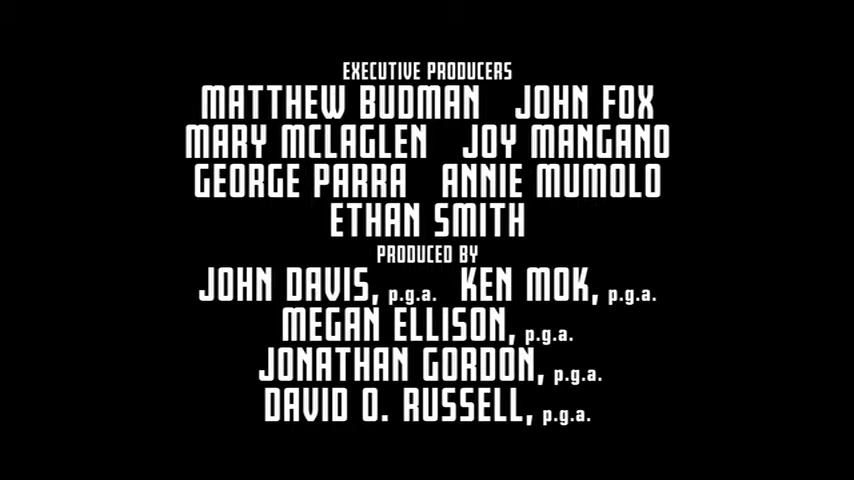 EXECUTIVE PRODUCERS
MATTHEW BUDMAN JOHN FOX
MARY MCLAGLEN JOY MANGANO
GEORGE PARRA ANNIE MUMOLO
ETHAN SMITH
PRODUCED BY
JOHN DAVIS, p.g.a. KEN MOK, p.g.a.
MEGAN ELLISON, p.g.a.
JONATHAN GORDON, p.g.a.
DAVID O. RUSSELL, p.g.a.